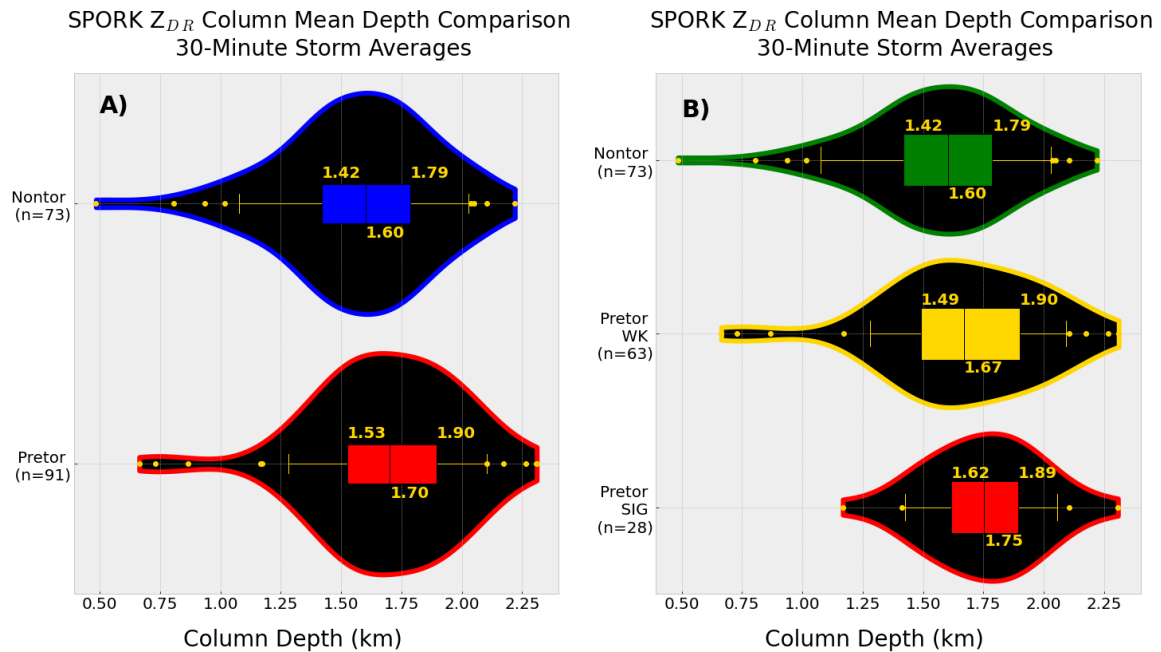 SPORK Z_DR Column Mean Depth Comparison
30-Minute Storm Averages
A)
Nontor
(n=73)
1.42 1.79
1.60
Pretor
(n=91)
1.53 1.90
1.70
0.50 0.75 1.00 1.25 1.50 1.75 2.00 2.25
Column Depth (km)
SPORK Z_DR Column Mean Depth Comparison
30-Minute Storm Averages
B)
Nontor
(n=73)
1.42 1.79
1.60
Pretor
WK
(n=63)
1.49 1.90
1.67
Pretor
SIG
(n=28)
1.62 1.89
1.75
0.50 0.75 1.00 1.25 1.50 1.75 2.00 2.25
Column Depth (km)